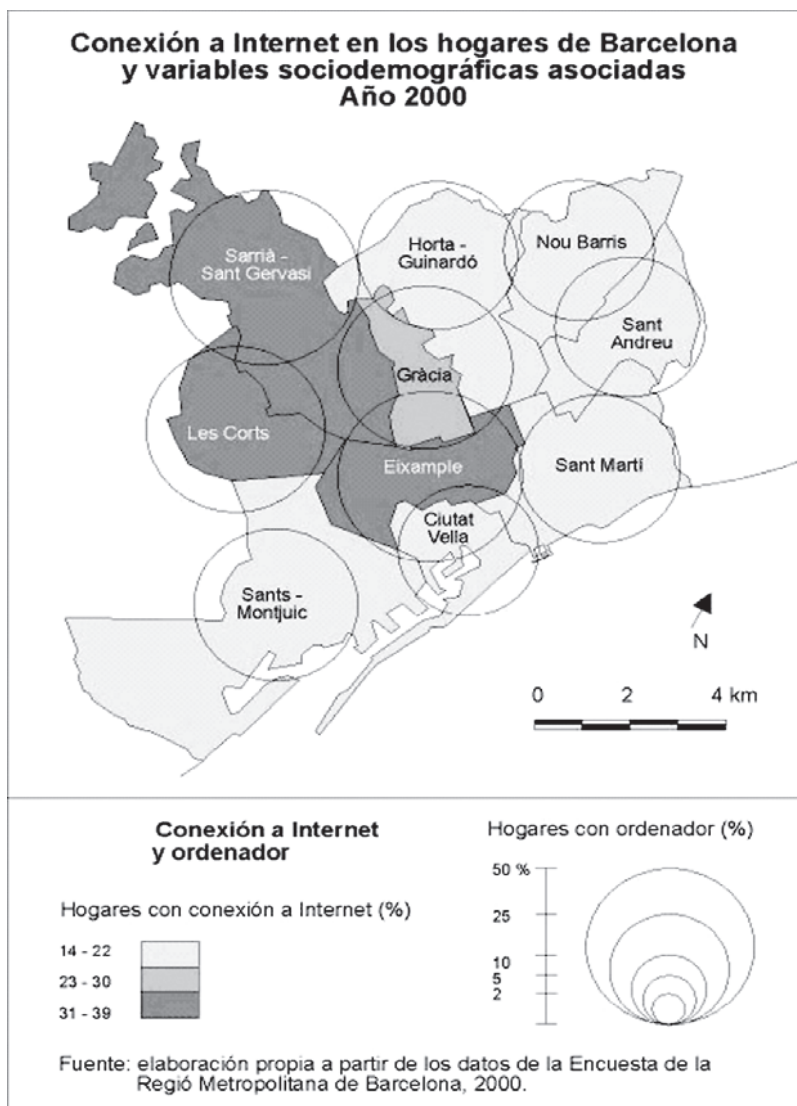 Conexión a Internet en los hogares de Barcelona
y variables sociodemográficas asociadas
Año 2000
Sarrià -
Sant Gervasi
Horta -
Guinardó
Nou Barris
Sant
Andreu
Gràcia
Les Corts
Eixample
Sant Martí
Ciutat
Vella
Sants -
Montjuic
N
0 2 4 km
Conexión a Internet
y ordenador
Hogares con conexión a Internet (%)
14 - 22
23 - 30
31 - 39
Hogares con ordenador (%)
50 %
25
10
5
2
Fuente: elaboración propia a partir de los datos de la Encuesta de la
Regió Metropolitana de Barcelona, 2000.